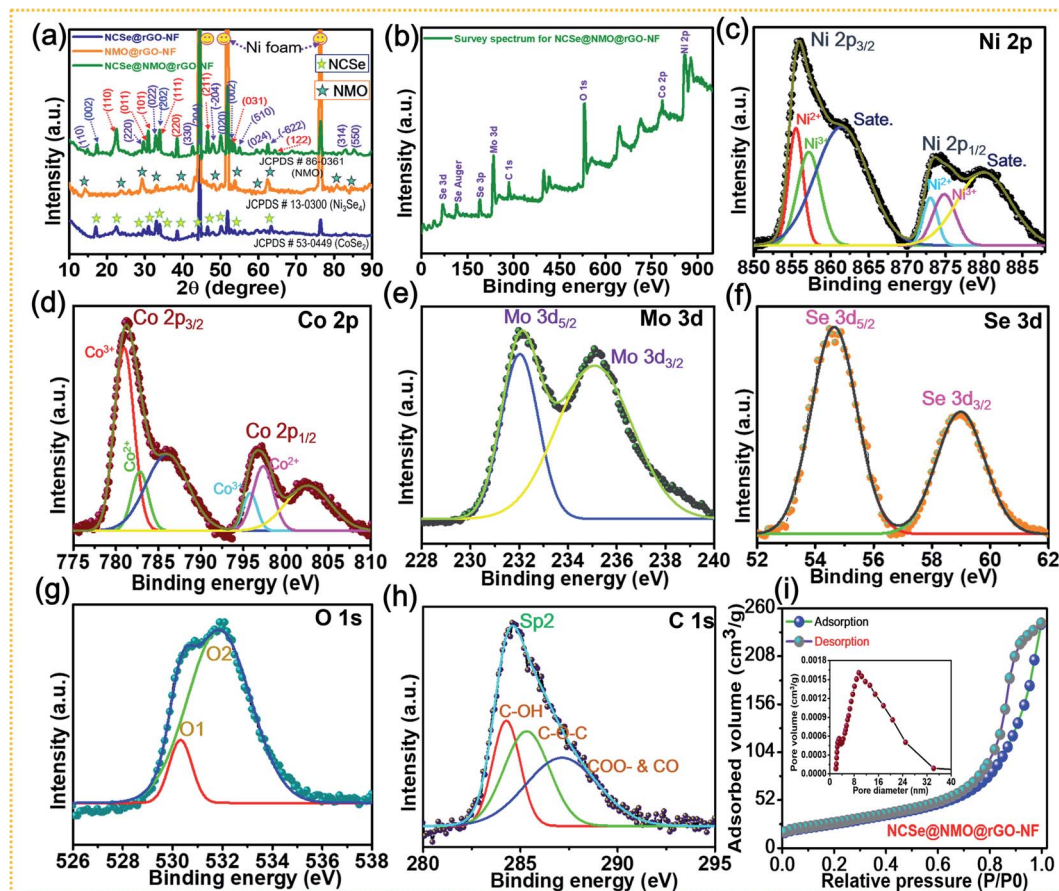 (a)
NCSe@rGO-NF
NMO@rGO-NF
NCSe@NMO@rGO-NF
Ni foam
NCSe
NMO
(110)
(002)
(110)
(220)
(011)
(101)
(022)
(202)
(111)
(220)
(330)
(204)
(211)
(-204)
(020)
(002)
(031)
(510)
(024)
(-622)
(122)
(314)
(550)
JCPDS # 86-0361
(NMO)
JCPDS # 13-0300 (Ni3Se4)
JCPDS # 53-0449 (CoSe2)
Intensity (a.u.)
10 20 30 40 50 60 70 80 90
2θ (degree)
(b)
Survey spectrum for NCSe@NMO@rGO-NF
Se 3d
Se Auger
Se 3p
Mo 3d
C 1s
O 1s
Co 2p
Ni 2p
Intensity (a.u.)
0 150 300 450 600 750 900
Binding energy (eV)
(c)
Ni 2p
Ni 2p3/2
Ni2+
Ni3+
Sate.
Ni 2p1/2
Sate.
Ni2+
Ni3+
Intensity (a.u.)
850 855 860 865 870 875 880 885
Binding energy (eV)
(d)
Co 2p
Co 2p3/2
Co3+
Co2+
Co 2p1/2
Co3+
Co2+
Intensity (a.u.)
775 780 785 790 795 800 805 810
Binding energy (eV)
(e)
Mo 3d
Mo 3d5/2
Mo 3d3/2
Intensity (a.u.)
228 230 232 234 236 238 240
Binding energy (eV)
(f)
Se 3d
Se 3d5/2
Se 3d3/2
Intensity (a.u.)
52 54 56 58 60 62
Binding energy (eV)
(g)
O 1s
O2
O1
Intensity (a.u.)
526 528 530 532 534 536 538
Binding energy (eV)
(h)
C 1s
Sp2
C-OH
C-O-C
COO- & CO
Intensity (a.u.)
280 285 290 295
Binding energy (eV)
(i)
Adsorption
Desorption
Adsorbed volume (cm3/g)
260
208
156
104
52
0
Pore volume (cm3/g)
0.0018
0.0015
0.0012
0.0009
0.0006
0.0003
0.0000
0 8 16 24 32 40
Pore diameter (nm)
NCSe@NMO@rGO-NF
0.0 0.2 0.4 0.6 0.8 1.0
Relative pressure (P/P0)